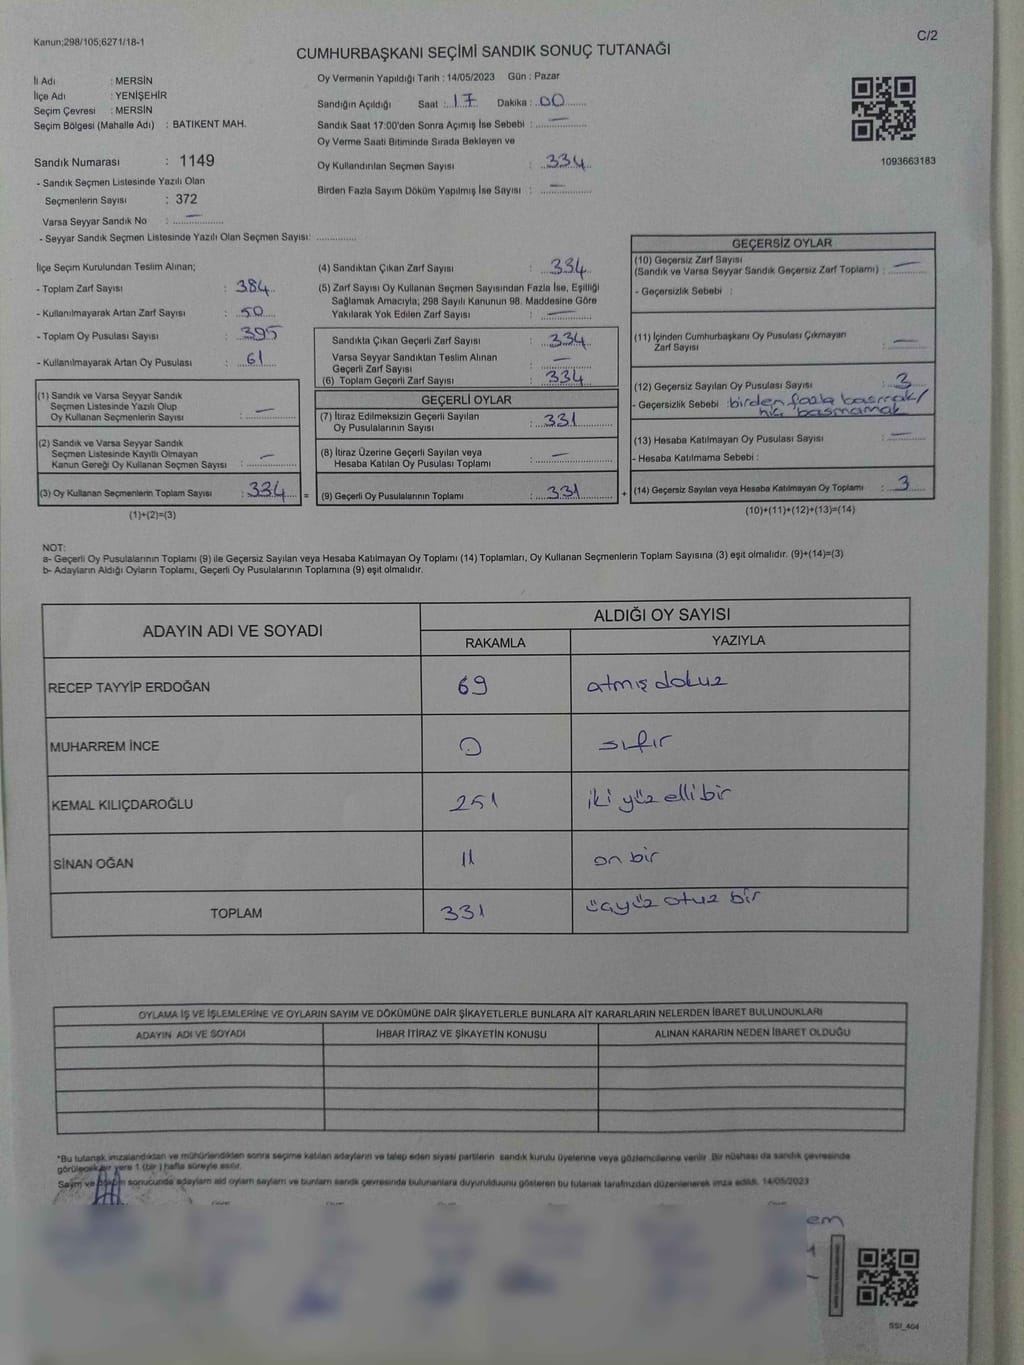 Kanun;298/105;6271/18-1
C/2
CUMHURBAŞKANI SEÇİMİ SANDIK SONUÇ TUTANAĞI
İl Adı : MERSİN
İlçe Adı : YENİŞEHİR
Seçim Çevresi : MERSİN
Seçim Bölgesi (Mahalle Adı) : BATIKENT MAH.
Sandık Numarası : 1149
- Sandık Seçmen Listesinde Yazılı Olan
Seçmenlerin Sayısı : 372
Varsa Seyyar Sandık No : —
- Seyyar Sandık Seçmen Listesinde Yazılı Olan Seçmen Sayısı: ..............
Oy Vermenin Yapıldığı Tarih : 14/05/2023 Gün : Pazar
Sandığın Açıldığı Saat : 17 Dakika : 00
Sandık Saat 17:00'den Sonra Açımış İse Sebebi : —
Oy Verme Saati Bitiminde Sırada Bekleyen ve
Oy Kullandırılan Seçmen Sayısı : 334
Birden Fazla Sayım Döküm Yapılmış İse Sayısı : —
1093663183
İlçe Seçim Kurulundan Teslim Alınan;
- Toplam Zarf Sayısı : 384
- Kullanılmayarak Artan Zarf Sayısı : 50
- Toplam Oy Pusulası Sayısı : 395
- Kullanılmayarak Artan Oy Pusulası : 61
(1) Sandık ve Varsa Seyyar Sandık
Seçmen Listesinde Yazılı Olup
Oy Kullanan Seçmenlerin Sayısı : —
(2) Sandık ve Varsa Seyyar Sandık
Seçmen Listesinde Kayıtlı Olmayan
Kanun Gereği Oy Kullanan Seçmen Sayısı : —
(3) Oy Kullanan Seçmenlerin Toplam Sayısı : 334 =
(1)+(2)=(3)
(4) Sandıktan Çıkan Zarf Sayısı : 334
(5) Zarf Sayısı Oy Kullanan Seçmen Sayısından Fazla İse, Eşitliği
Sağlamak Amacıyla; 298 Sayılı Kanunun 98. Maddesine Göre
Yakılarak Yok Edilen Zarf Sayısı : —
Sandıkta Çıkan Geçerli Zarf Sayısı : 334
Varsa Seyyar Sandıktan Teslim Alınan
Geçerli Zarf Sayısı : —
(6) Toplam Geçerli Zarf Sayısı : 334
GEÇERLİ OYLAR
(7) İtiraz Edilmeksizin Geçerli Sayılan
Oy Pusulalarının Sayısı : 331
(8) İtiraz Üzerine Geçerli Sayılan veya
Hesaba Katılan Oy Pusulası Toplamı : —
(9) Geçerli Oy Pusulalarının Toplamı : 331 +
GEÇERSİZ OYLAR
(10) Geçersiz Zarf Sayısı
(Sandık ve Varsa Seyyar Sandık Geçersiz Zarf Toplamı) : —
- Geçersizlik Sebebi :
(11) İçinden Cumhurbaşkanı Oy Pusulası Çıkmayan
Zarf Sayısı : —
(12) Geçersiz Sayılan Oy Pusulası Sayısı : 3
- Geçersizlik Sebebi : birden fazla basmak/
hiç basmamak
(13) Hesaba Katılmayan Oy Pusulası Sayısı : —
- Hesaba Katılmama Sebebi :
(14) Geçersiz Sayılan veya Hesaba Katılmayan Oy Toplamı : 3
(10)+(11)+(12)+(13)=(14)
NOT:
a- Geçerli Oy Pusulalarının Toplamı (9) ile Geçersiz Sayılan veya Hesaba Katılmayan Oy Toplamı (14) Toplamları, Oy Kullanan Seçmenlerin Toplam Sayısına (3) eşit olmalıdır. (9)+(14)=(3)
b- Adayların Aldığı Oyların Toplamı, Geçerli Oy Pusulalarının Toplamına (9) eşit olmalıdır.
ADAYIN ADI VE SOYADI
ALDIĞI OY SAYISI
RAKAMLA YAZIYLA
RECEP TAYYİP ERDOĞAN 69 atmış dokuz
MUHARREM İNCE 0 sıfır
KEMAL KILIÇDAROĞLU 251 iki yüz elli bir
SİNAN OĞAN 11 on bir
TOPLAM 331 üçyüz otuz bir
OYLAMA İŞ VE İŞLEMLERİNE VE OYLARIN SAYIM VE DÖKÜMÜNE DAİR ŞİKAYETLERLE BUNLARA AİT KARARLARIN NELERDEN İBARET BULUNDUKLARI
ADAYIN ADI VE SOYADI İHBAR İTİRAZ VE ŞİKAYETİN KONUSU ALINAN KARARIN NEDEN İBARET OLDUĞU
*Bu tutanak imzalandıktan ve mühürlendikten sonra seçime katılan adayların ve talep eden siyasi partilerin sandık kurulu üyelerine veya gözlemcilerine verilir. Bir nüshası da sandık çevresinde
görülecek bir yere 1 (bir ) hafta süreyle asılır.
Sayım ve döküm sonucunda adayların ald oyların sayıların ve bunların sandık çevresinde bulunanlara duyurulduunu gösteren bu tutanak tarafınzdan düzenlenerek imza edildi. 14/05/2023
em
SSI_404